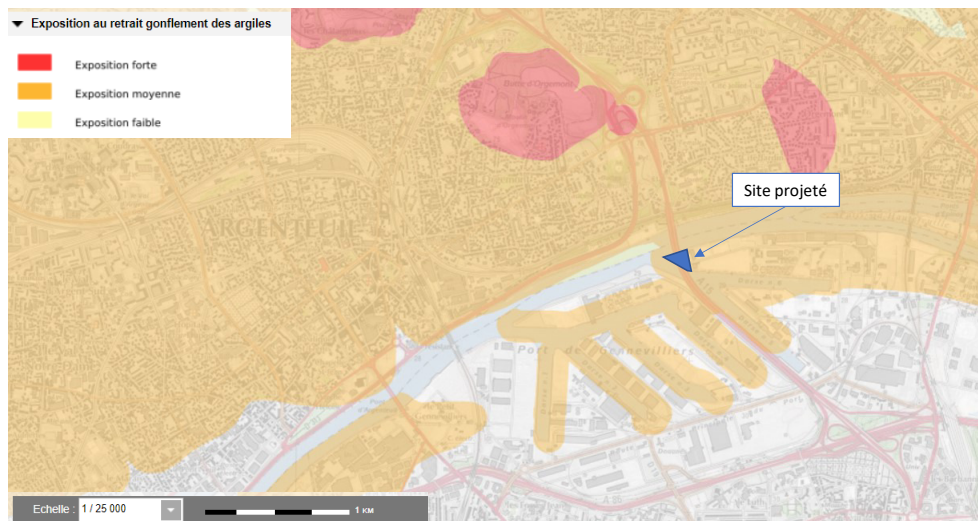 Exposition au retrait gonflement des argiles
Exposition forte
Exposition moyenne
Exposition faible
Site projeté
ARGENTEUIL
Port de Gennevilliers
Echelle : 1 / 25 000
1 KM